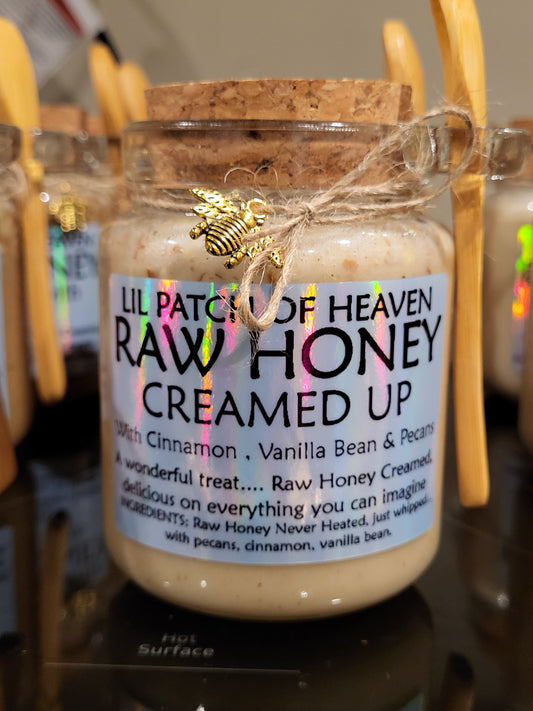 LIL PATCH OF HEAVEN
RAW HONEY
CREAMED UP
With Cinnamon , Vanilla Bean & Pecans
A wonderful treat.... Raw Honey Creamed,
delicious on everything you can imagine
INGREDIENTS: Raw Honey Never Heated, just whipped...
with pecans, cinnamon, vanilla bean.
Hot
Surface